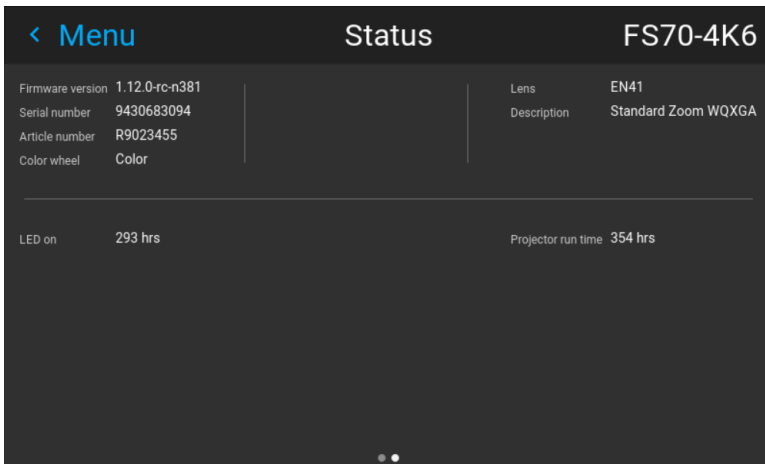 Menu Status FS70-4K6
Firmware version 1.12.0-rc-n381
Serial number 9430683094
Article number R9023455
Color wheel Color
Lens EN41
Description Standard Zoom WQXGA
LED on 293 hrs
Projector run time 354 hrs